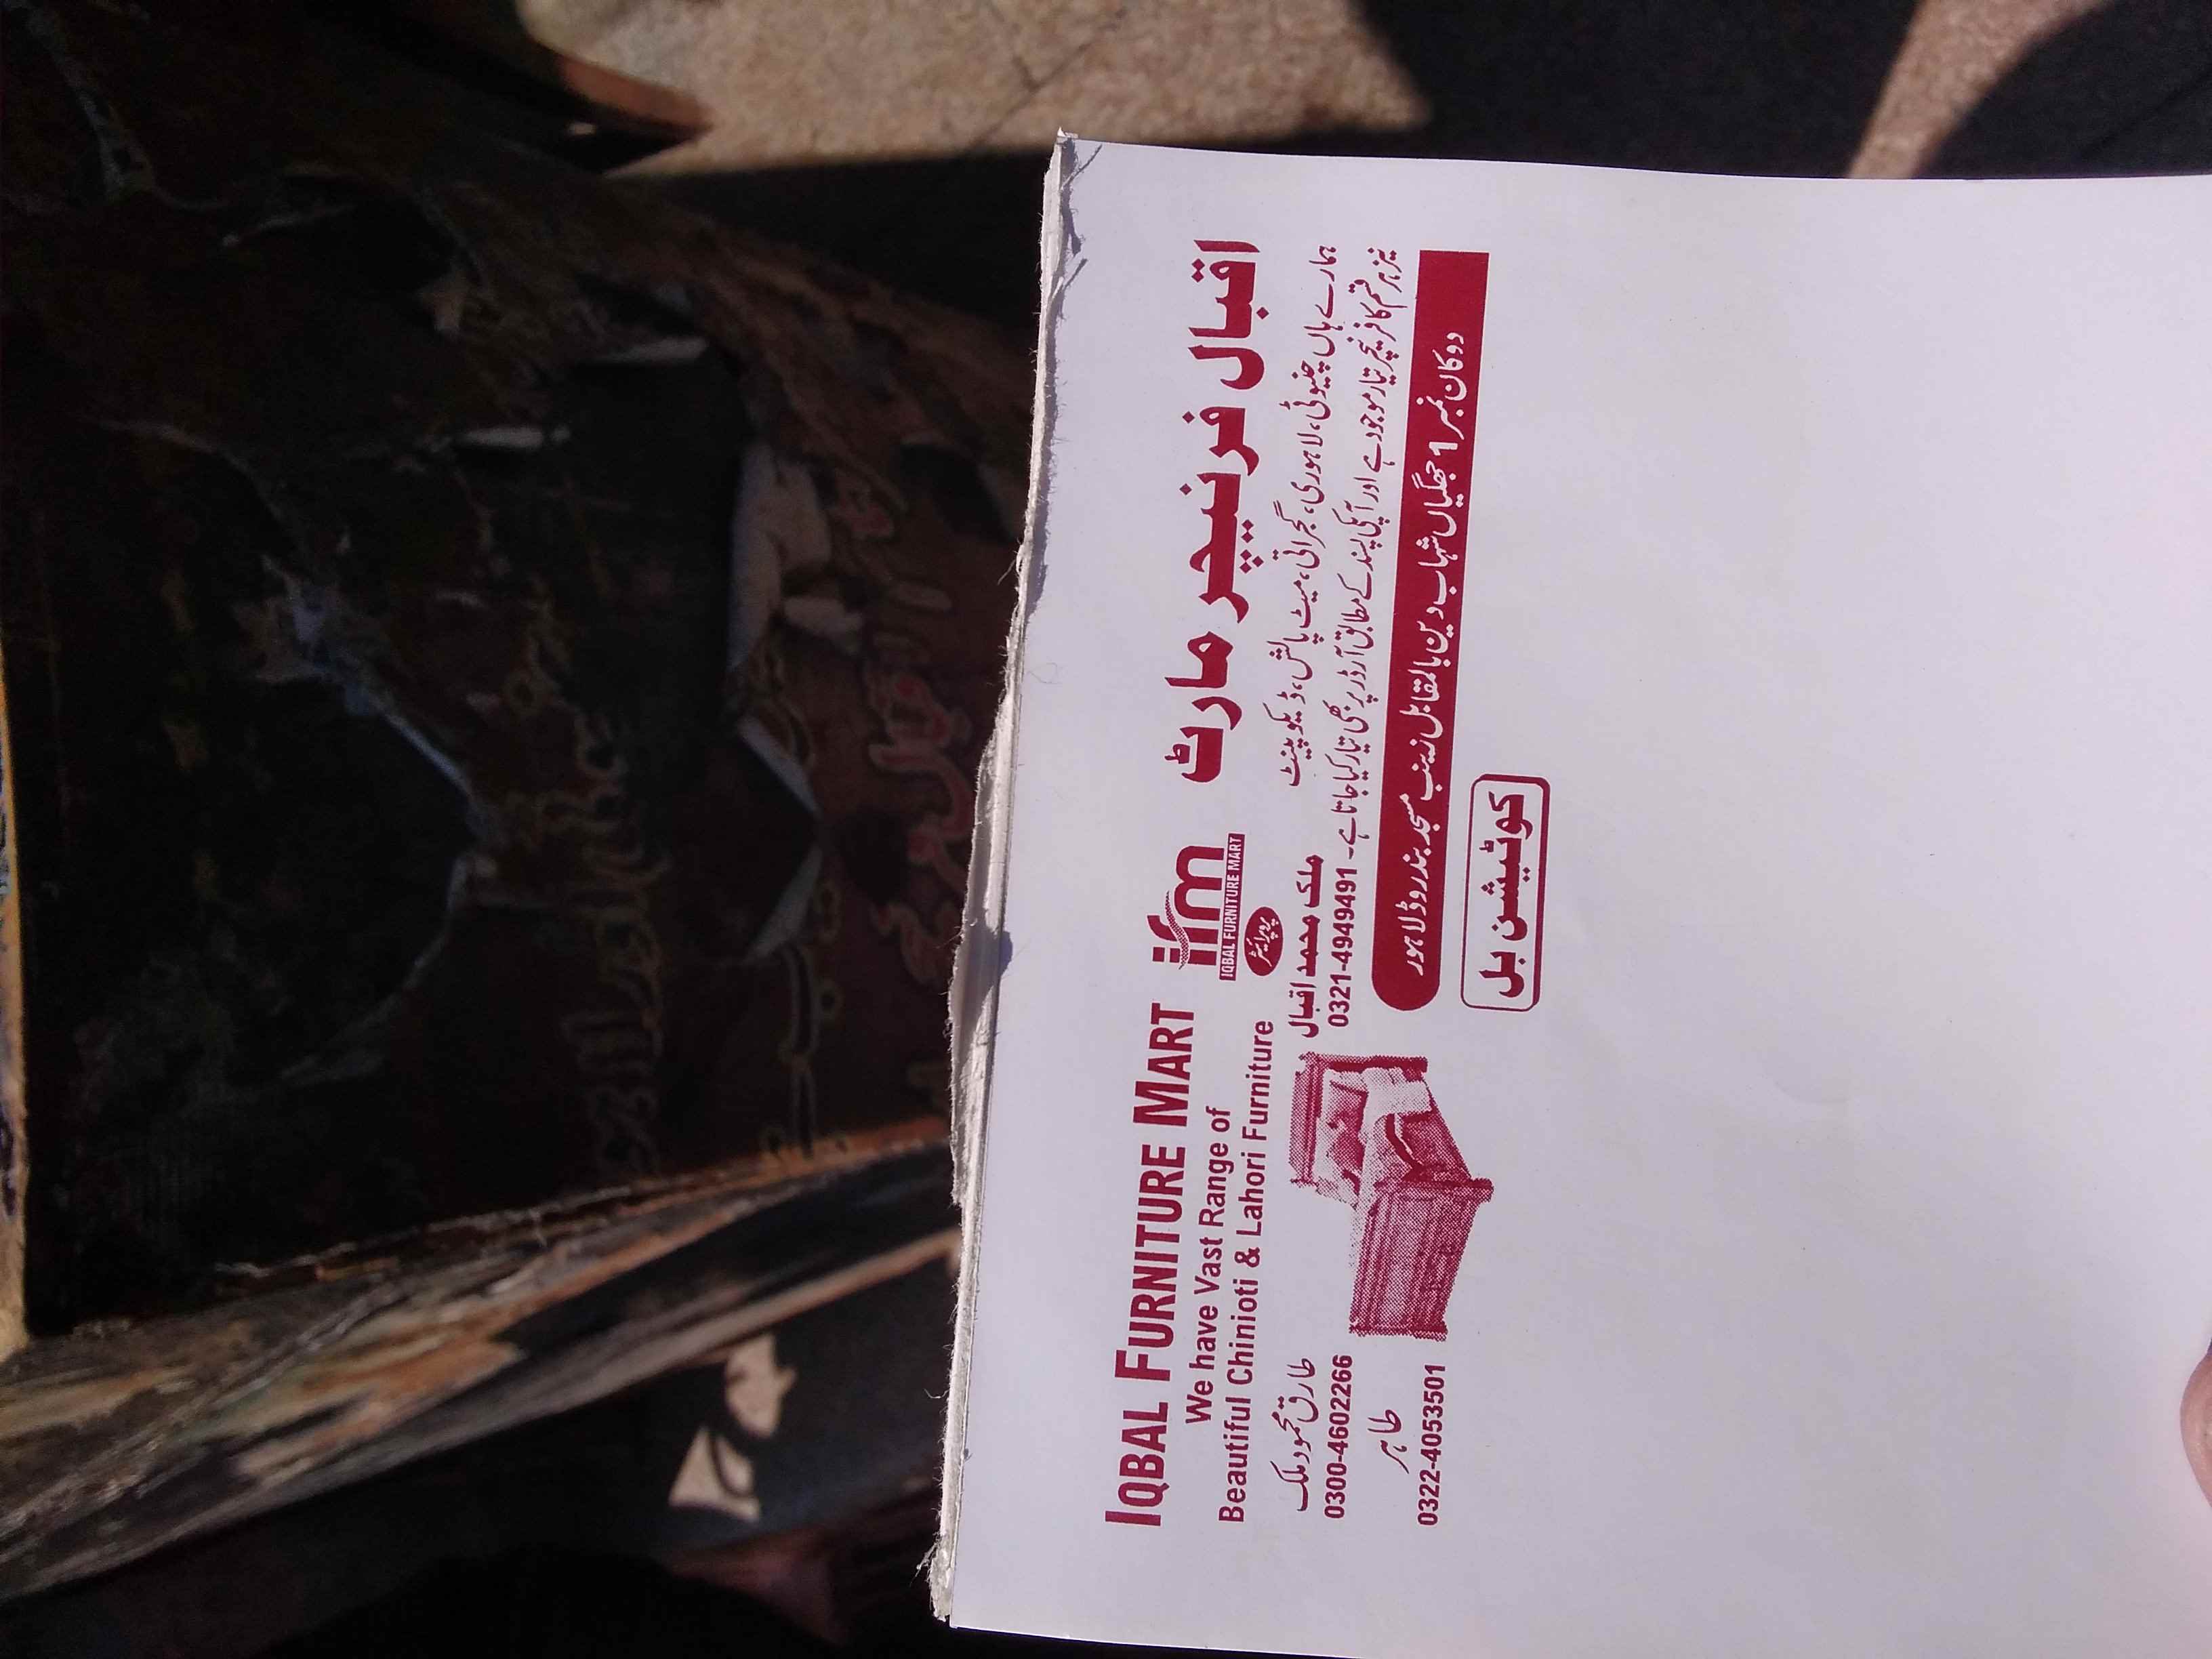 IQBAL FURNITURE MART
We have Vast Range of
Beautiful Chinioti & Lahori Furniture
ifm
IQBAL FURNITURE MART
پروپرائیٹر
اقبال فرنیچر مارٹ
ہمارے ہاں چنیوٹی، لاہوری، گجراتی، میٹ پالش، ڈیکو پینٹ
نیز ہر قسم کا فرنیچر تیار موجود ہے اور آپکی پسند کے مطابق آرڈر پر بھی تیار کیا جاتا ہے۔
ملک محمد اقبال
0321-4949491
طارق محمود ملک
0300-4602266
طاہر
0322-4053501
دوکان نمبر 1 جھگیاں شہاب دین بالمقابل زینب مسجد بند روڈ لاہور
کوٹیشن بل
اقبال فرنیچر